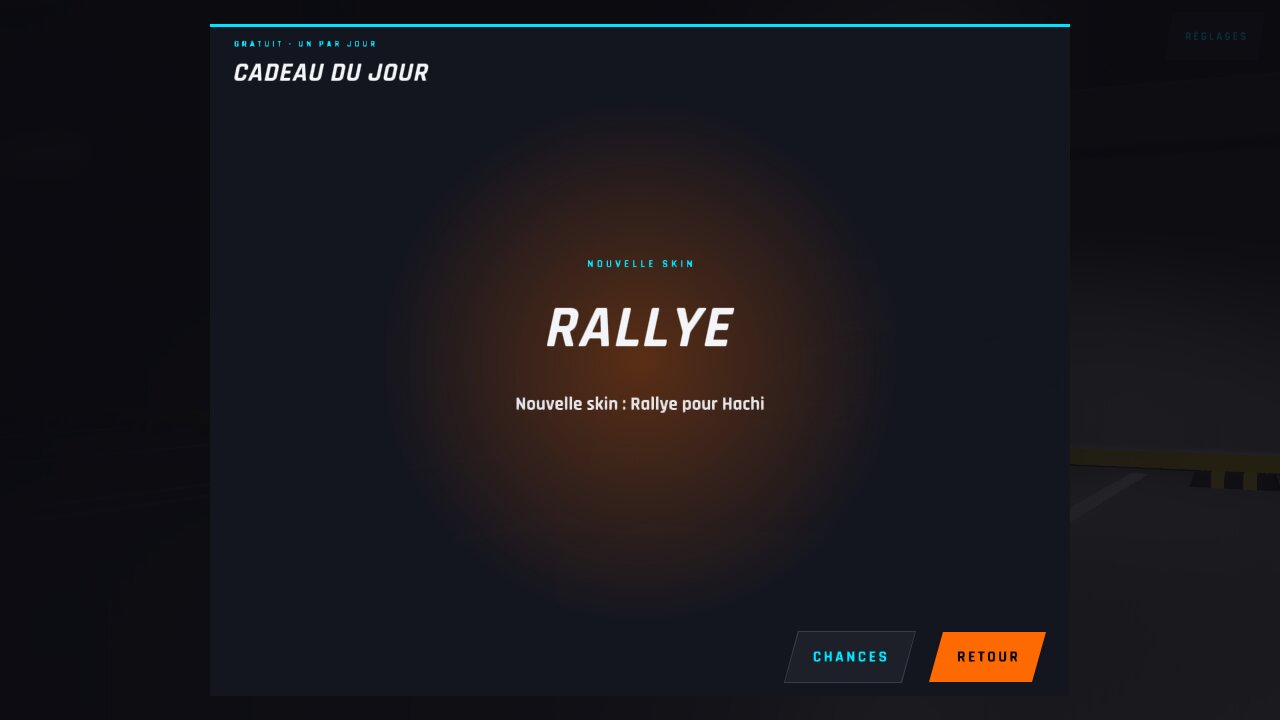 GRATUIT · UN PAR JOUR
CADEAU DU JOUR
RÉGLAGES
NOUVELLE SKIN
RALLYE
Nouvelle skin : Rallye pour Hachi
CHANCES
RETOUR